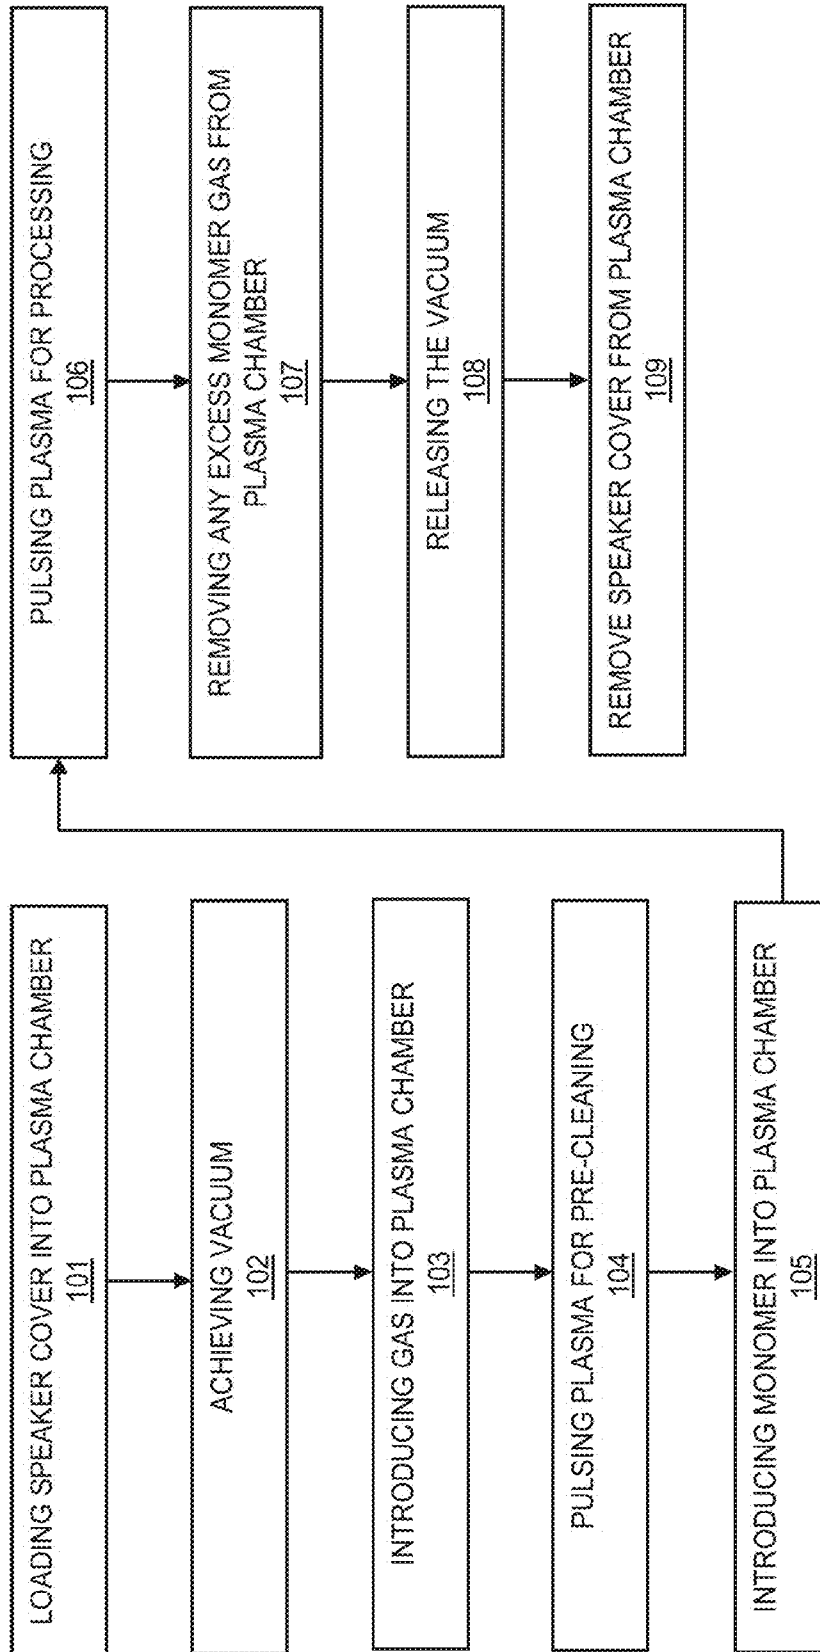 LOADING SPEAKER COVER INTO PLASMA CHAMBER
101
ACHIEVING VACUUM
102
INTRODUCING GAS INTO PLASMA CHAMBER
103
PULSING PLASMA FOR PRE-CLEANING
104
INTRODUCING MONOMER INTO PLASMA CHAMBER
105
PULSING PLASMA FOR PROCESSING
106
REMOVING ANY EXCESS MONOMER GAS FROM
PLASMA CHAMBER
107
RELEASING THE VACUUM
108
REMOVE SPEAKER COVER FROM PLASMA CHAMBER
109